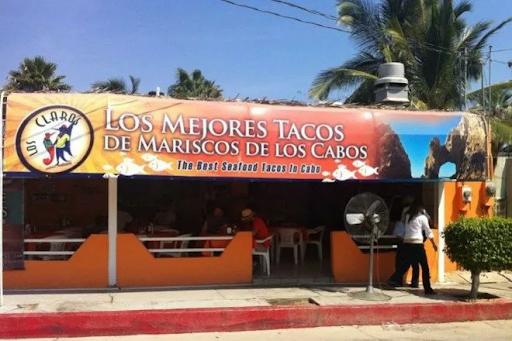 LOS CLAROS
LOS MEJORES TACOS
DE MARISCOS DE LOS CABOS
The Best Seafood Tacos In Cabo